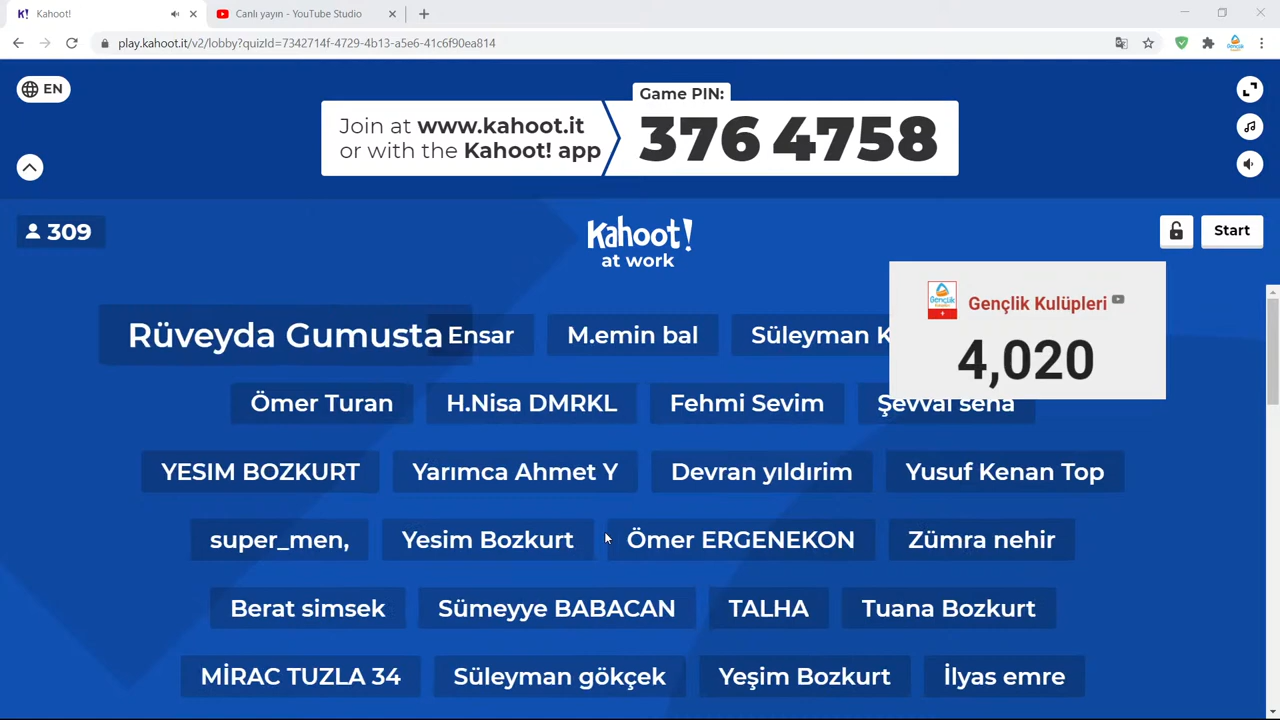 Kahoot!
Canlı yayın - YouTube Studio
play.kahoot.it/v2/lobby?quizId=7342714f-4729-4b13-a5e6-41c6f90ea814
EN
Game PIN:
Join at www.kahoot.it
or with the Kahoot! app
376 4758
309
Kahoot!
at work
Start
Gençlik Kulüpleri
4,020
Rüveyda Gumusta Ensar M.emin bal Süleyman K
Ömer Turan H.Nisa DMRKL Fehmi Sevim Şevval sena
YESIM BOZKURT Yarımca Ahmet Y Devran yıldırim Yusuf Kenan Top
super_men, Yesim Bozkurt Ömer ERGENEKON Zümra nehir
Berat simsek Sümeyye BABACAN TALHA Tuana Bozkurt
MİRAC TUZLA 34 Süleyman gökçek Yeşim Bozkurt İlyas emre